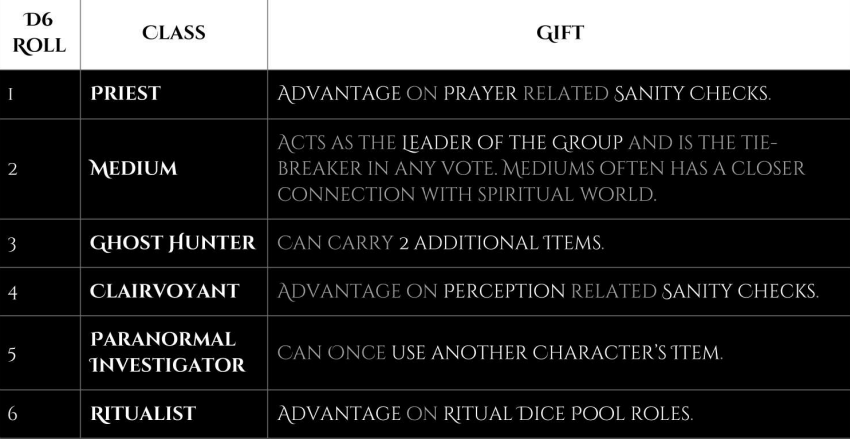 D6 ROLL
CLASS
GIFT
1
PRIEST
ADVANTAGE ON PRAYER RELATED SANITY CHECKS.
2
MEDIUM
ACTS AS THE LEADER OF THE GROUP AND IS THE TIE-
BREAKER IN ANY VOTE. MEDIUMS OFTEN HAS A CLOSER
CONNECTION WITH SPIRITUAL WORLD.
3
GHOST HUNTER
CAN CARRY 2 ADDITIONAL ITEMS.
4
CLAIRVOYANT
ADVANTAGE ON PERCEPTION RELATED SANITY CHECKS.
5
PARANORMAL
INVESTIGATOR
CAN ONCE USE ANOTHER CHARACTER'S ITEM.
6
RITUALIST
ADVANTAGE ON RITUAL DICE POOL ROLES.